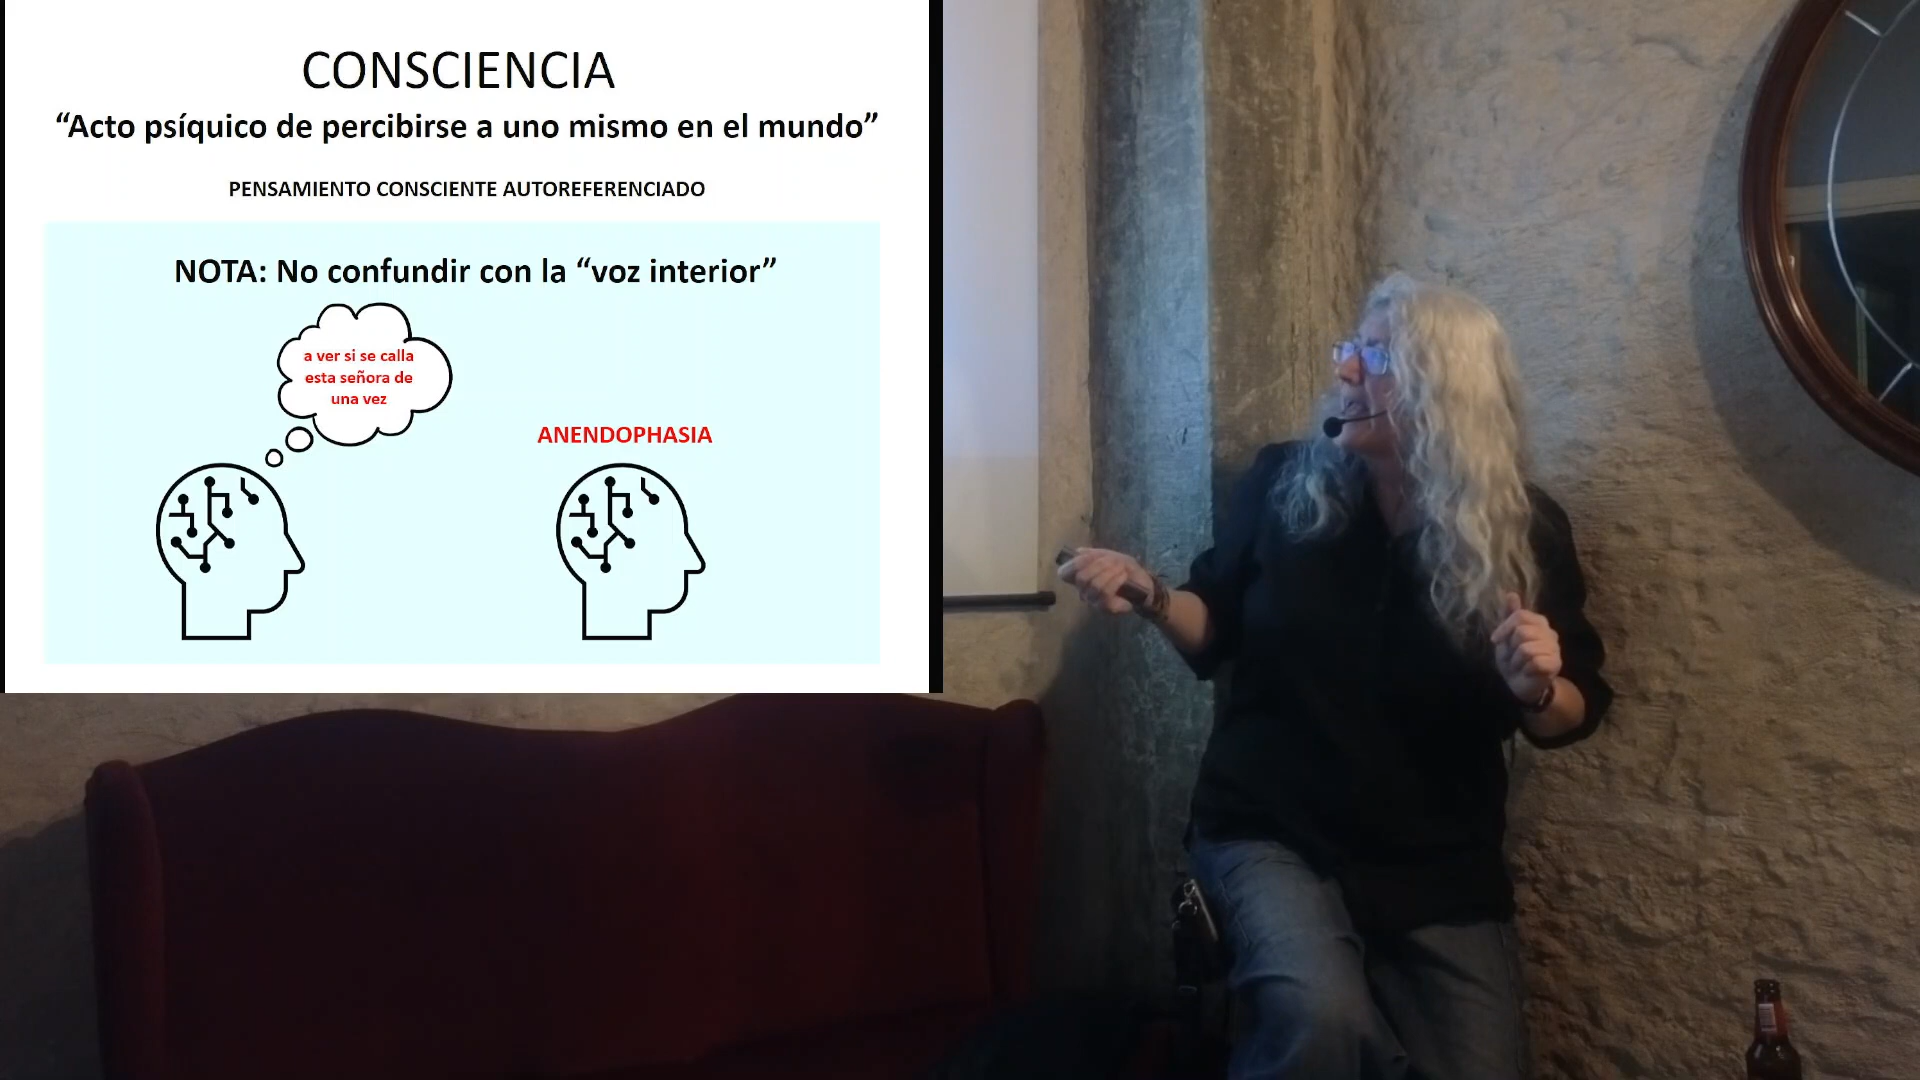 CONSCIENCIA
“Acto psíquico de percibirse a uno mismo en el mundo”
PENSAMIENTO CONSCIENTE AUTOREFERENCIADO
NOTA: No confundir con la “voz interior”
a ver si se calla
esta señora de
una vez
ANENDOPHASIA